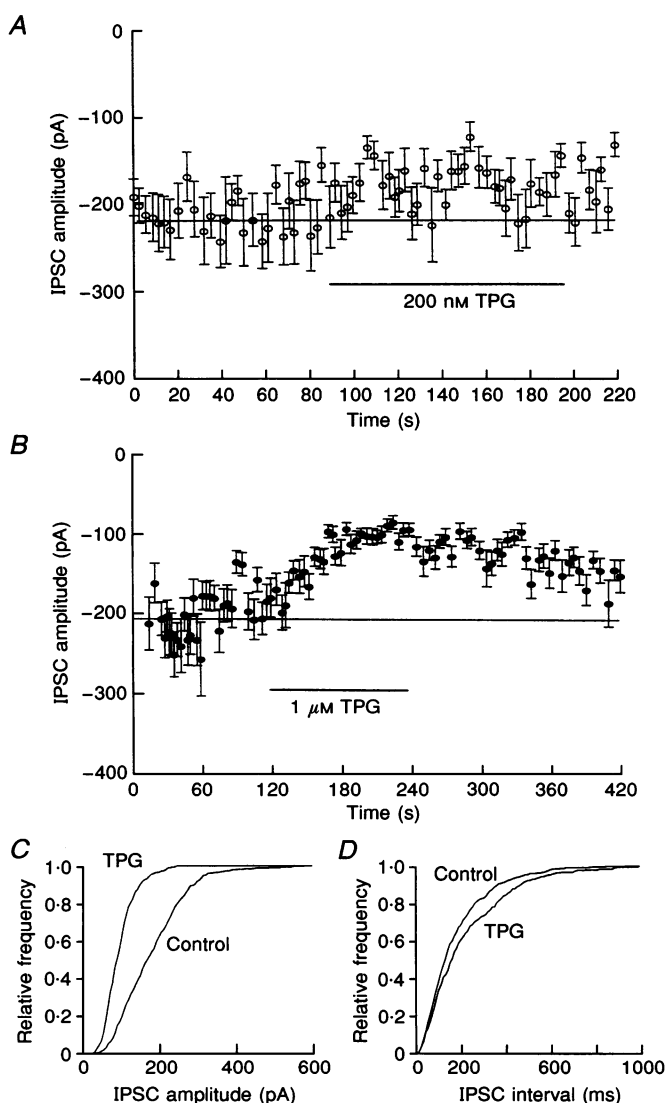 A
0
−100
−200
−300
−400
IPSC amplitude (pA)
200 nM TPG
0 20 40 60 80 100 120 140 160 180 200 220
Time (s)
B
0
−100
−200
−300
−400
IPSC amplitude (pA)
1 μM TPG
0 60 120 180 240 300 360 420
Time (s)
C
1·0
0·8
0·6
0·4
0·2
0
Relative frequency
TPG
Control
0 200 400 600
IPSC amplitude (pA)
D
1·0
0·8
0·6
0·4
0·2
0
Relative frequency
Control
TPG
0 200 600 1000
IPSC interval (ms)